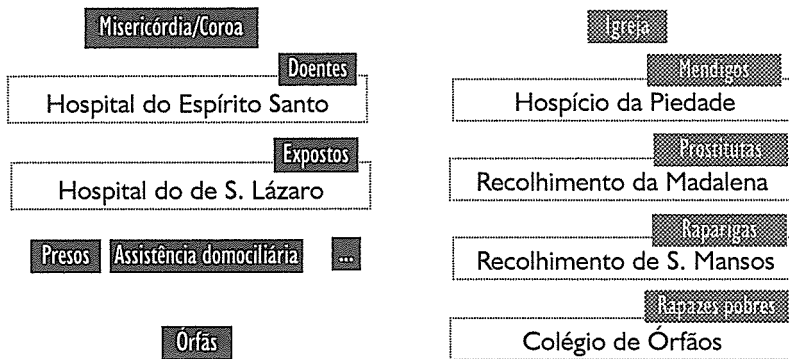 Misericórdia/Coroa
Doentes
Hospital do Espírito Santo
Expostos
Hospital do de S. Lázaro
Presos Assistência domociliária ...
Órfãs
Igreja
Mendigos
Hospício da Piedade
Prostitutas
Recolhimento da Madalena
Raparigas
Recolhimento de S. Mansos
Rapazes pobres
Colégio de Órfãos